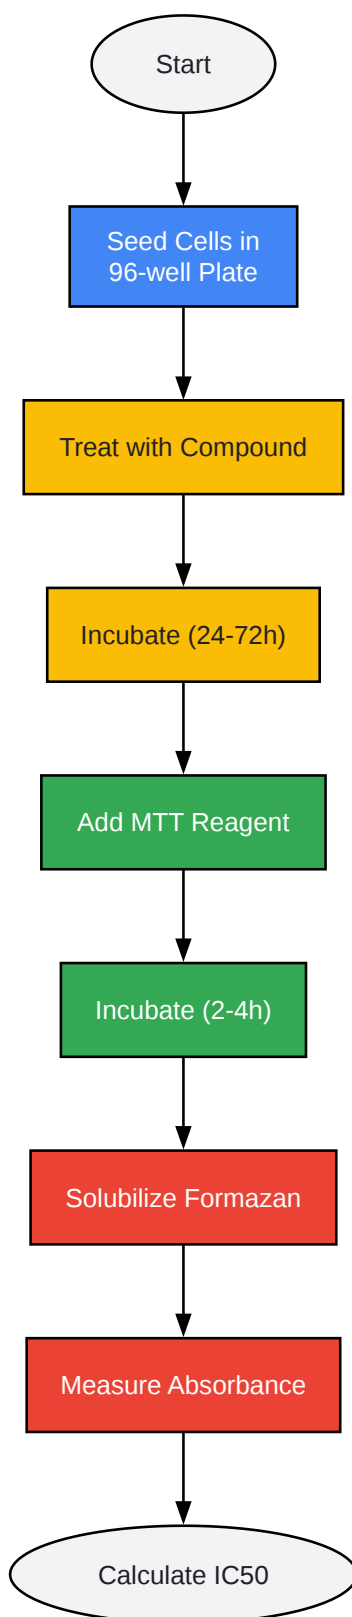 Start
Seed Cells in
96-well Plate
Treat with Compound
Incubate (24-72h)
Add MTT Reagent
Incubate (2-4h)
Solubilize Formazan
Measure Absorbance
Calculate IC50